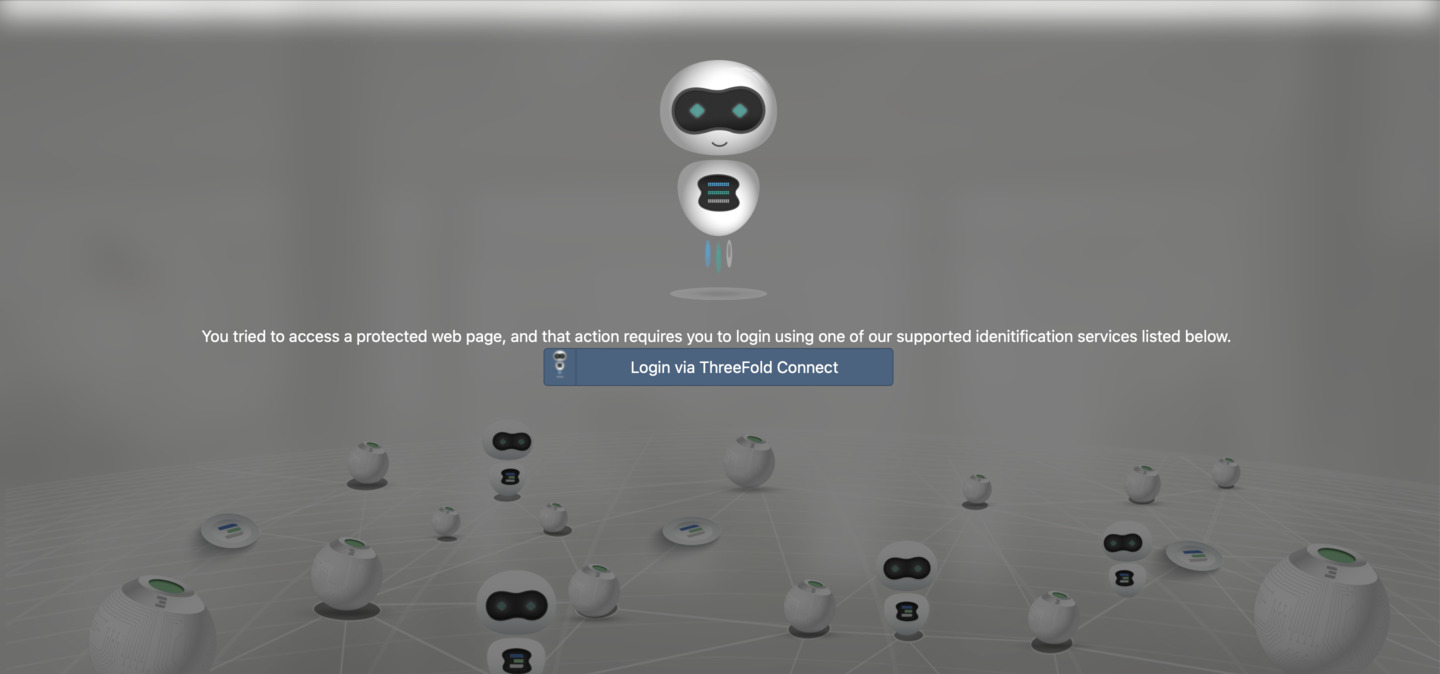 You tried to access a protected web page, and that action requires you to login using one of our supported idenitification services listed below.
Login via ThreeFold Connect